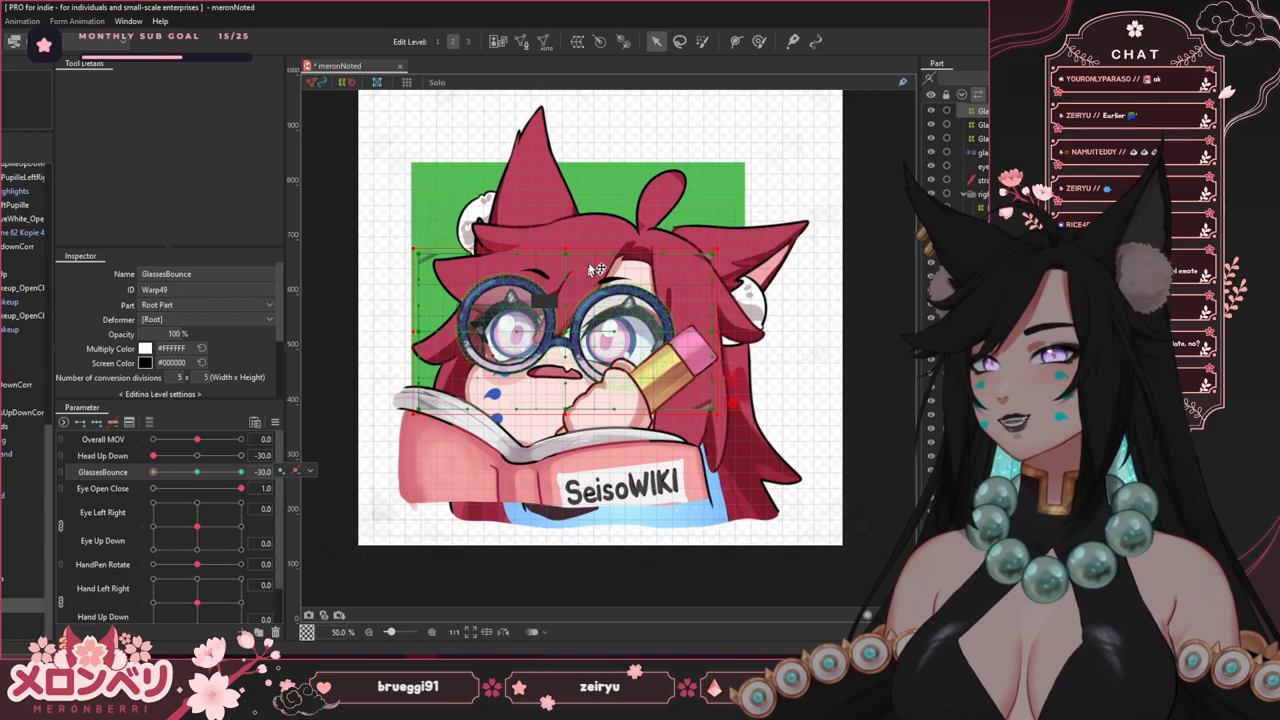 [ PRO for indie - for individuals and small-scale enterprises ]  - meronNoted
Animation Form Animation Window Help
MONTHLY SUB GOAL 15/25
Edit Level: 1 2 3
Tool Details
* meronNoted
Solo
Part
CHAT
YOURONLYPARASO // ok
ZEIRYU // Earlier
NAMUITEDDY //
ZEIRYU //
Inspector
Name GlassesBounce
ID Warp49
Part Root Part
Deformer [Root]
Opacity 100 %
Multiply Color #FFFFFF
Screen Color #000000
Number of conversion divisions 5 x 5 (Width x Height)
< Editing Level settings >
Parameter
Overall MOV 0.0
Head Up Down -30.0
GlassesBounce -30.0
Eye Open Close 1.0
Eye Left Right 0.0
Eye Up Down 0.0
HandPen Rotate 0.0
Hand Left Right 0.0
Hand Up Down 0.0
SeisoWIKI
50.0 % 1:1
メロンベリ
MERONBERRI
brueggi91
zeiryu